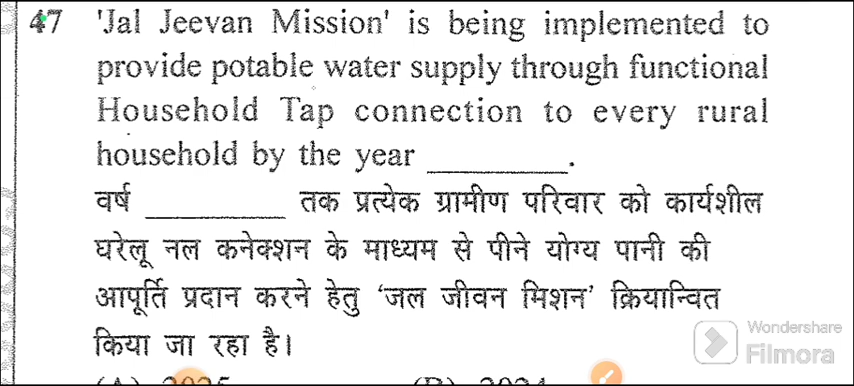 47 'Jal Jeevan Mission' is being implemented to
provide potable water supply through functional
Household Tap connection to every rural
household by the year _________.
वर्ष _________ तक प्रत्येक ग्रामीण परिवार को कार्यशील
घरेलू नल कनेक्शन के माध्यम से पीने योग्य पानी की
आपूर्ति प्रदान करने हेतु ‘जल जीवन मिशन’ क्रियान्वित
किया जा रहा है।
Wondershare
Filmora